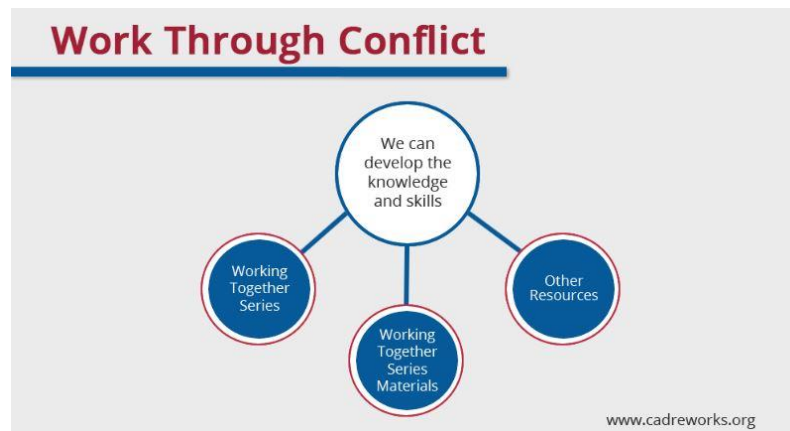 Work Through Conflict
We can
develop the
knowledge
and skills
Working
Together
Series
Other
Resources
Working
Together
Series
Materials
www.cadreworks.org